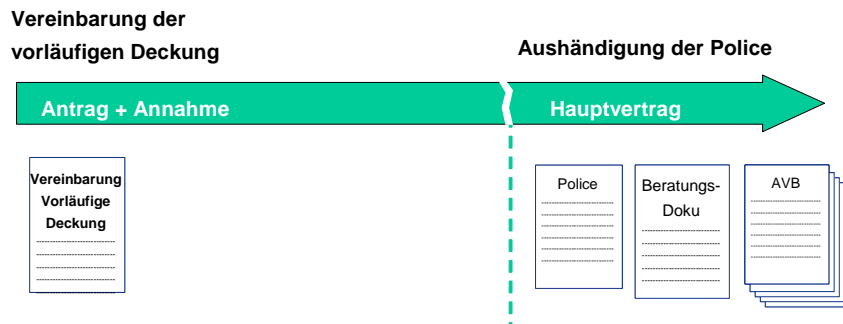 Vereinbarung der
vorläufigen Deckung
Aushändigung der Police
Antrag + Annahme
Hauptvertrag
Vereinbarung
Vorläufige
Deckung
Police
Beratungs-
Doku
AVB